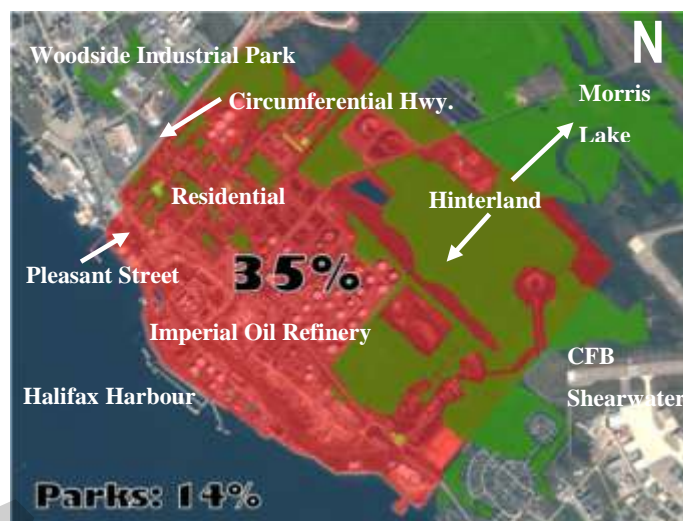 N
Woodside Industrial Park
Circumferential Hwy.
Morris
Lake
Residential
Hinterland
Pleasant Street
35%
Imperial Oil Refinery
CFB
Halifax Harbour
Shearwater
Parks: 14%